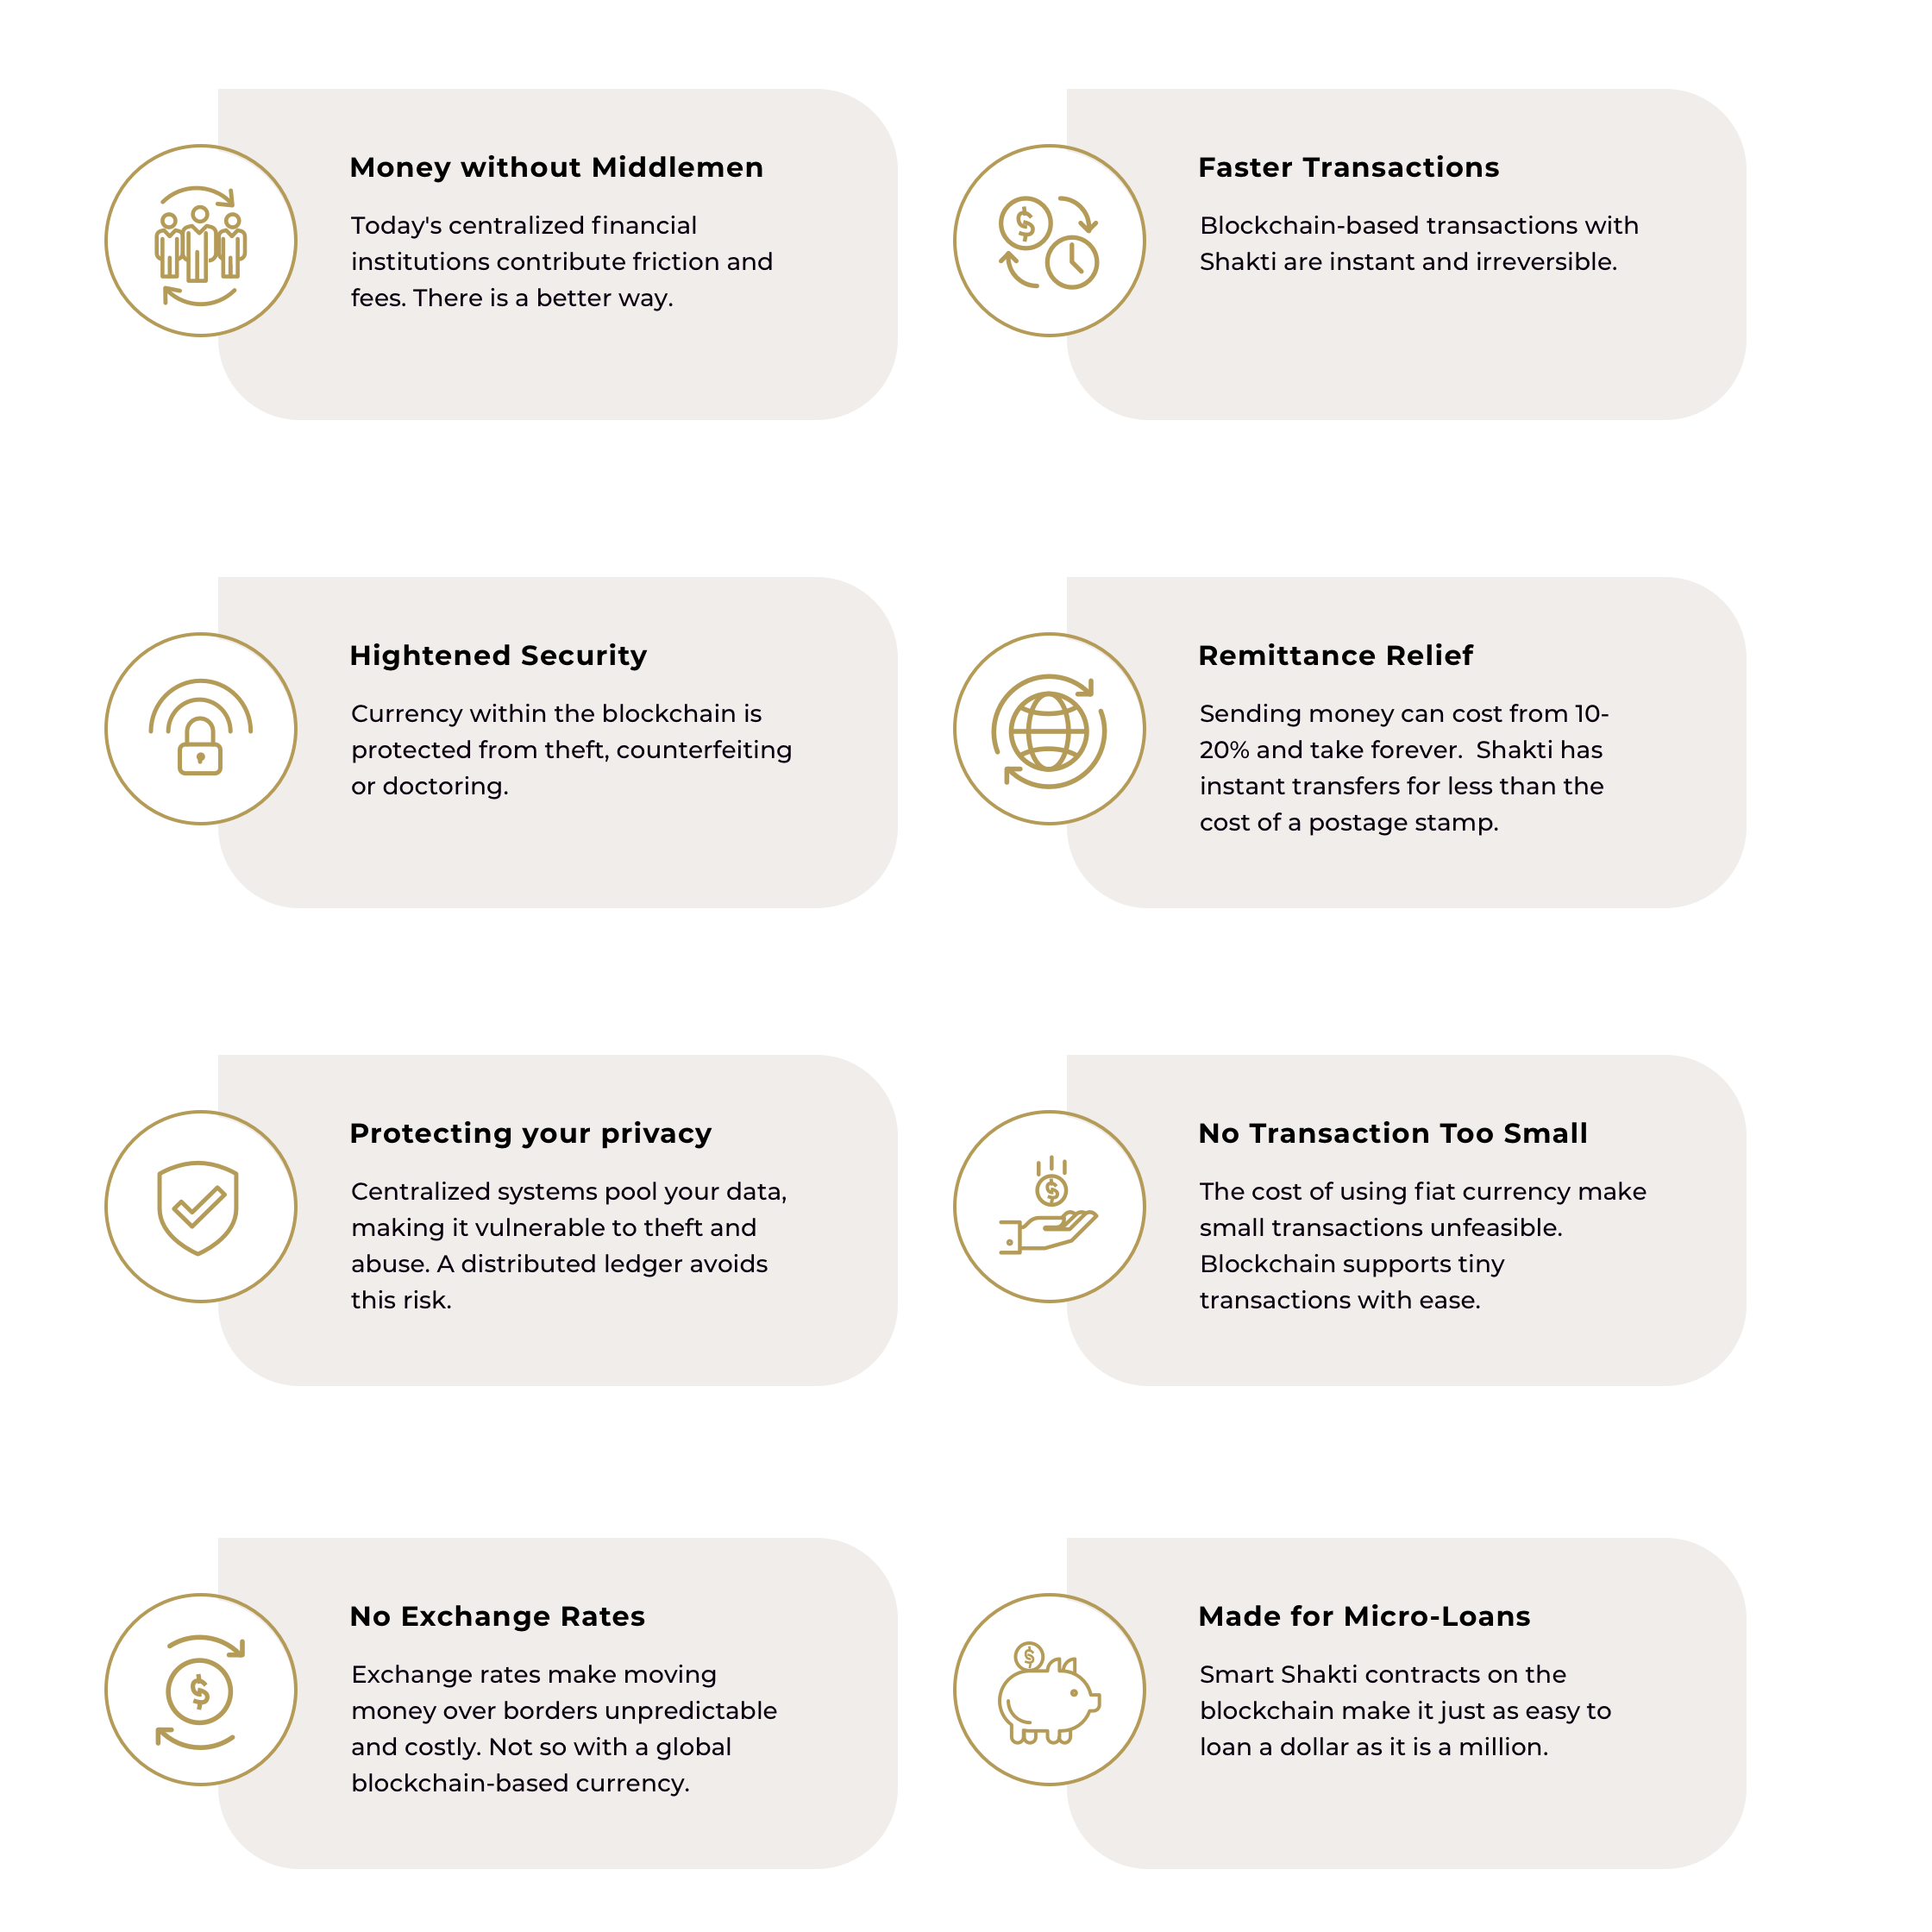 Money without Middlemen
Today's centralized financial
institutions contribute friction and
fees. There is a better way.
Faster Transactions
Blockchain-based transactions with
Shakti are instant and irreversible.
Hightened Security
Currency within the blockchain is
protected from theft, counterfeiting
or doctoring.
Remittance Relief
Sending money can cost from 10-
20% and take forever.  Shakti has
instant transfers for less than the
cost of a postage stamp.
Protecting your privacy
Centralized systems pool your data,
making it vulnerable to theft and
abuse. A distributed ledger avoids
this risk.
No Transaction Too Small
The cost of using fiat currency make
small transactions unfeasible.
Blockchain supports tiny
transactions with ease.
No Exchange Rates
Exchange rates make moving
money over borders unpredictable
and costly. Not so with a global
blockchain-based currency.
Made for Micro-Loans
Smart Shakti contracts on the
blockchain make it just as easy to
loan a dollar as it is a million.